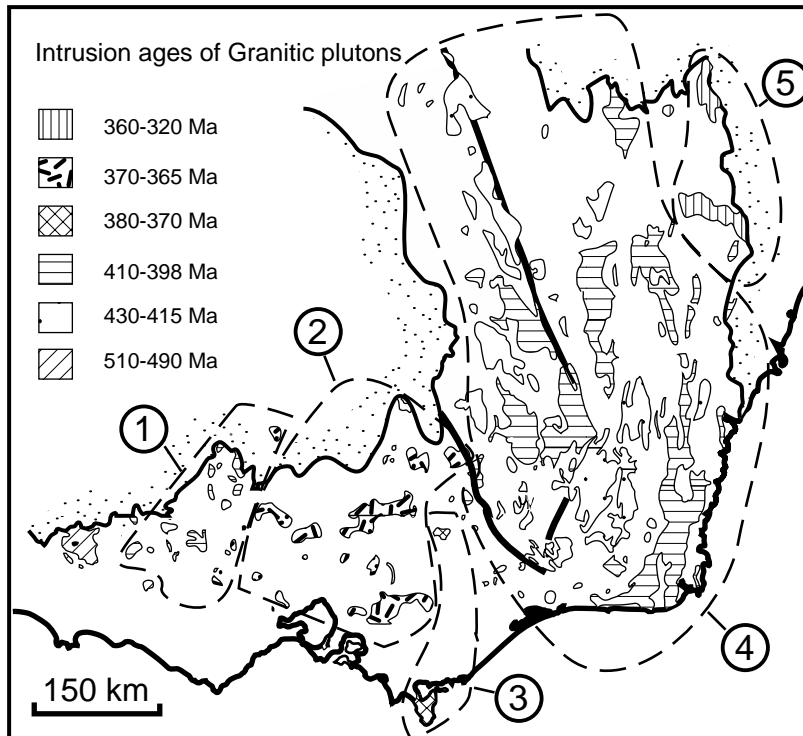 Intrusion ages of Granitic plutons
360-320 Ma
370-365 Ma
380-370 Ma
410-398 Ma
430-415 Ma
510-490 Ma
1
2
3
4
5
150 km